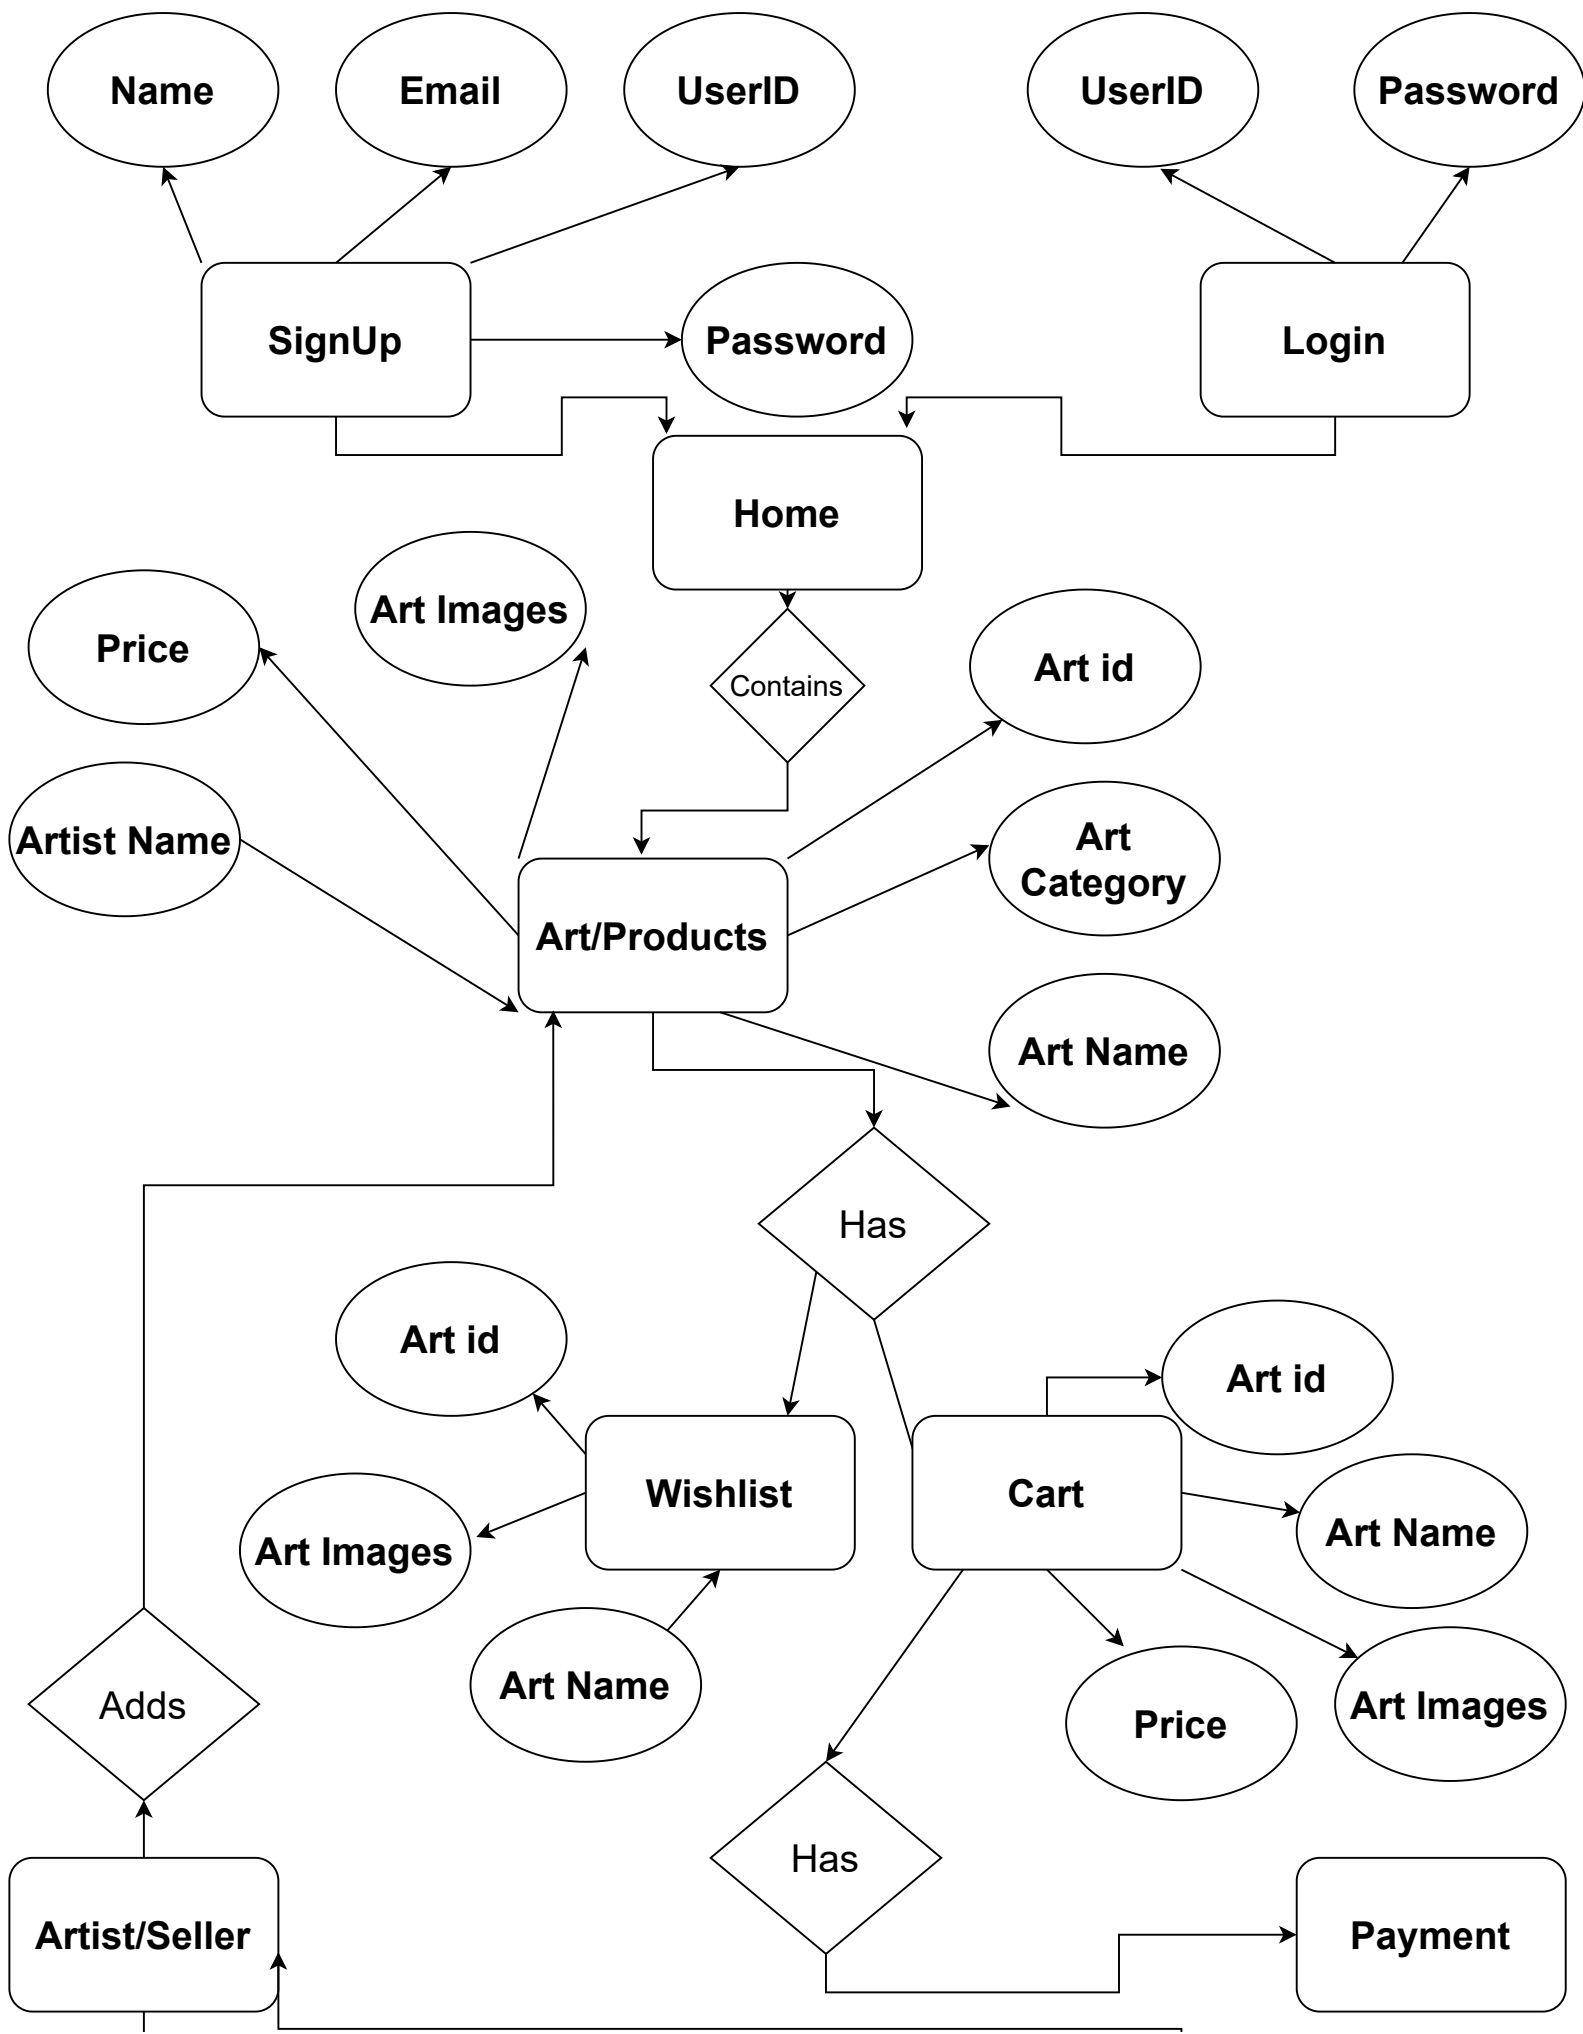 Name
Email
UserID
UserID
Password
SignUp
Password
Login
Home
Art Images
Price
Contains
Art id
Artist Name
Art
Category
Art/Products
Art Name
Has
Art id
Art id
Wishlist
Cart
Art Images
Art Name
Art Name
Adds
Price
Art Images
Has
Artist/Seller
Payment